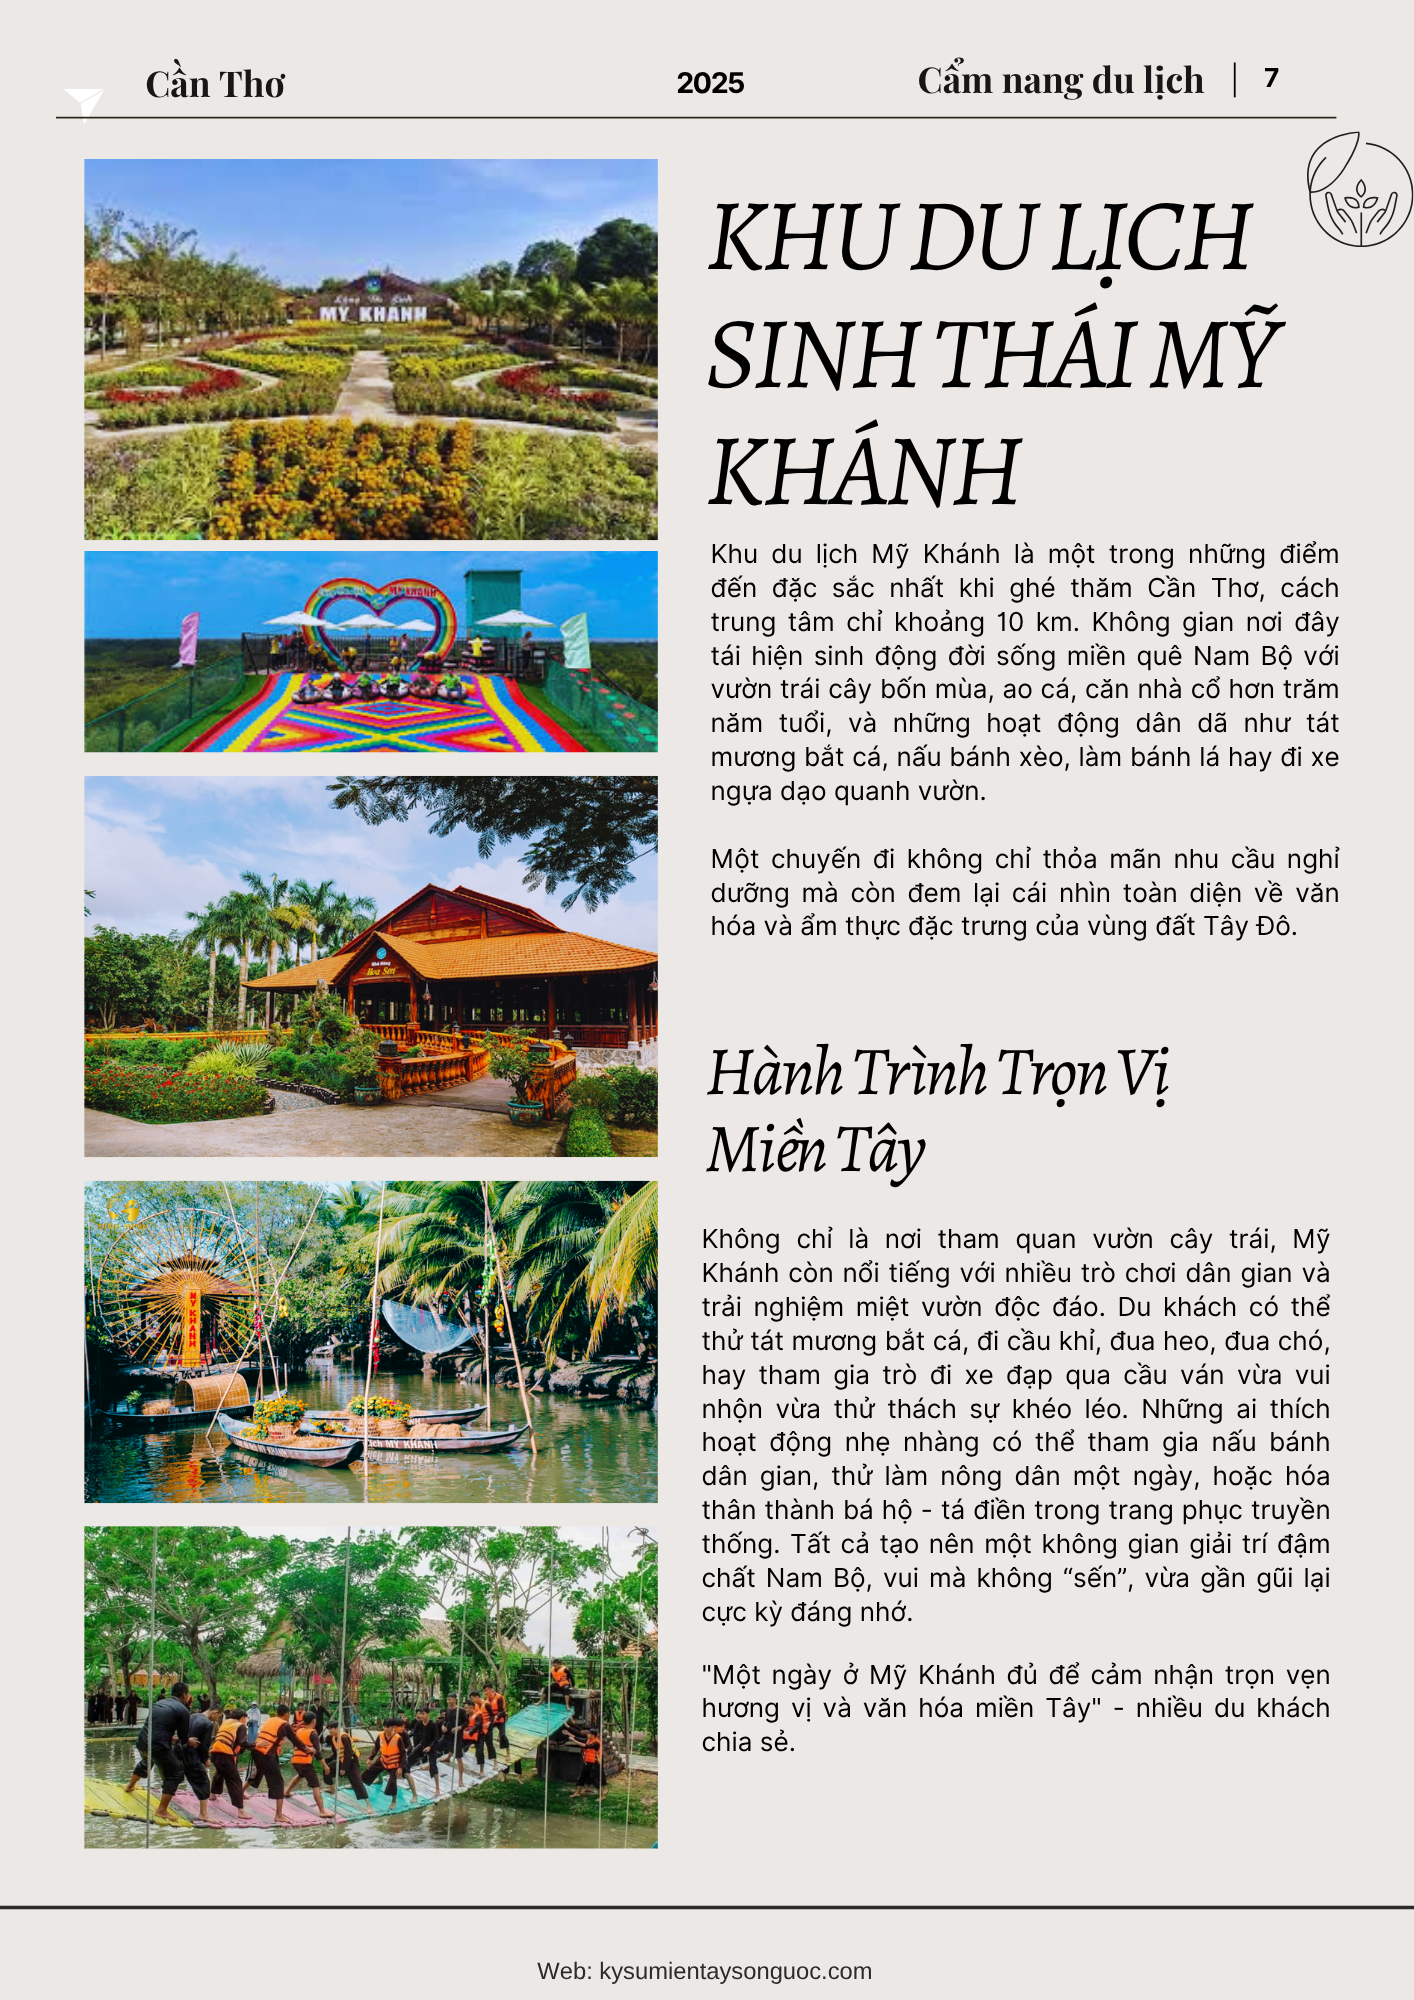 Cần Thơ
2025
Cẩm nang du lịch
7
MỸ KHANH
MY KHANH
Nhà Hàng
Hoa Sen
MY KHANH
ich MY KHANH
KHU DU LỊCH
SINH THÁI MỸ
KHÁNH
Khu du lịch Mỹ Khánh là một trong những điểm
đến đặc sắc nhất khi ghé thăm Cần Thơ, cách
trung tâm chỉ khoảng 10 km. Không gian nơi đây
tái hiện sinh động đời sống miền quê Nam Bộ với
vườn trái cây bốn mùa, ao cá, căn nhà cổ hơn trăm
năm tuổi, và những hoạt động dân dã như tát
mương bắt cá, nấu bánh xèo, làm bánh lá hay đi xe
ngựa dạo quanh vườn.
Một chuyến đi không chỉ thỏa mãn nhu cầu nghỉ
dưỡng mà còn đem lại cái nhìn toàn diện về văn
hóa và ẩm thực đặc trưng của vùng đất Tây Đô.
Hành Trình Trọn Vị
Miền Tây
Không chỉ là nơi tham quan vườn cây trái, Mỹ
Khánh còn nổi tiếng với nhiều trò chơi dân gian và
trải nghiệm miệt vườn độc đáo. Du khách có thể
thử tát mương bắt cá, đi cầu khỉ, đua heo, đua chó,
hay tham gia trò đi xe đạp qua cầu ván vừa vui
nhộn vừa thử thách sự khéo léo. Những ai thích
hoạt động nhẹ nhàng có thể tham gia nấu bánh
dân gian, thử làm nông dân một ngày, hoặc hóa
thân thành bá hộ - tá điền trong trang phục truyền
thống. Tất cả tạo nên một không gian giải trí đậm
chất Nam Bộ, vui mà không “sến”, vừa gần gũi lại
cực kỳ đáng nhớ.
"Một ngày ở Mỹ Khánh đủ để cảm nhận trọn vẹn
hương vị và văn hóa miền Tây" - nhiều du khách
chia sẻ.
Web: kysumientaysonguoc.com